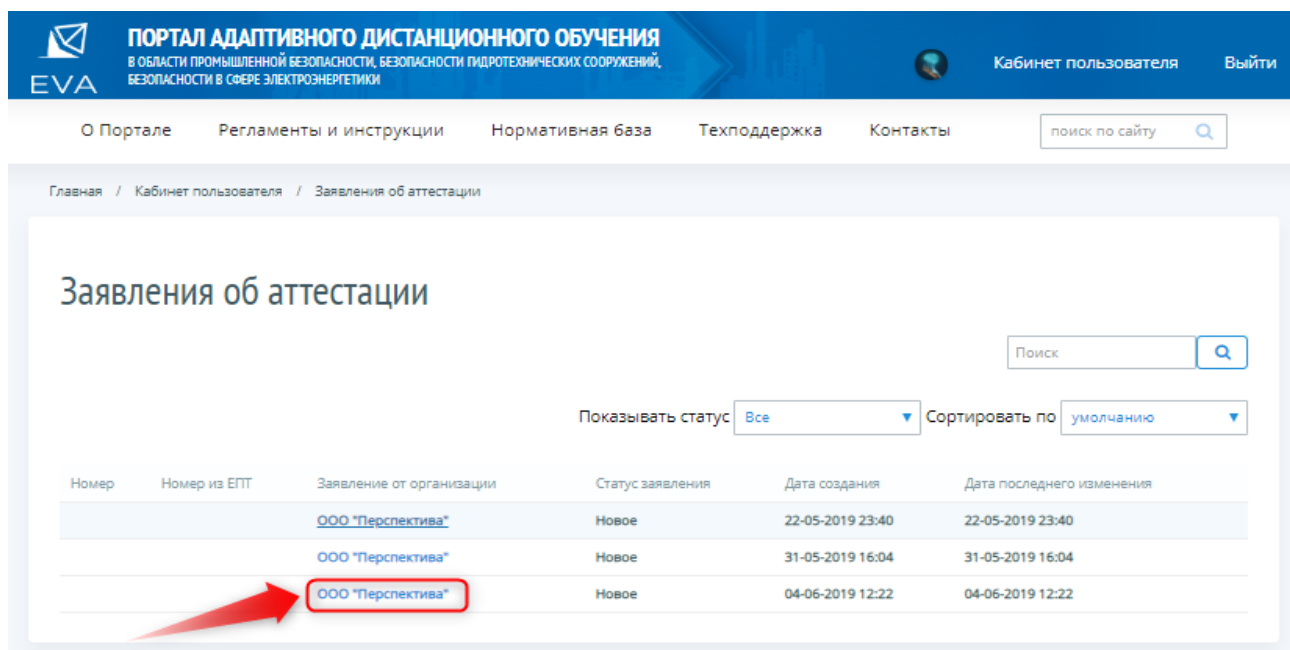 EVA
ПОРТАЛ АДАПТИВНОГО ДИСТАНЦИОННОГО ОБУЧЕНИЯ
В ОБЛАСТИ ПРОМЫШЛЕННОЙ БЕЗОПАСНОСТИ, БЕЗОПАСНОСТИ ГИДРОТЕХНИЧЕСКИХ СООРУЖЕНИЙ,
БЕЗОПАСНОСТИ В СФЕРЕ ЭЛЕКТРОЭНЕРГЕТИКИ
Кабинет пользователя Выйти
О Портале Регламенты и инструкции Нормативная база Техподдержка Контакты поиск по сайту
Главная / Кабинет пользователя / Заявления об аттестации
Заявления об аттестации
Поиск
Показывать статус Все Сортировать по умолчанию
Номер Номер из ЕПТ Заявление от организации Статус заявления Дата создания Дата последнего изменения
ООО "Перспектива" Новое 22-05-2019 23:40 22-05-2019 23:40
ООО "Перспектива" Новое 31-05-2019 16:04 31-05-2019 16:04
ООО "Перспектива" Новое 04-06-2019 12:22 04-06-2019 12:22